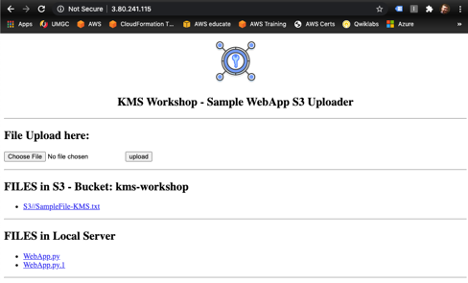 Not Secure | 3.80.241.115
Apps UMGC AWS CloudFormation T... AWS educate AWS Training AWS Certs Qwiklabs Azure »
KMS Workshop - Sample WebApp S3 Uploader
File Upload here:
Choose File No file chosen upload
FILES in S3 - Bucket: kms-workshop
S3//SampleFile-KMS.txt
FILES in Local Server
WebApp.py
WebApp.py.1